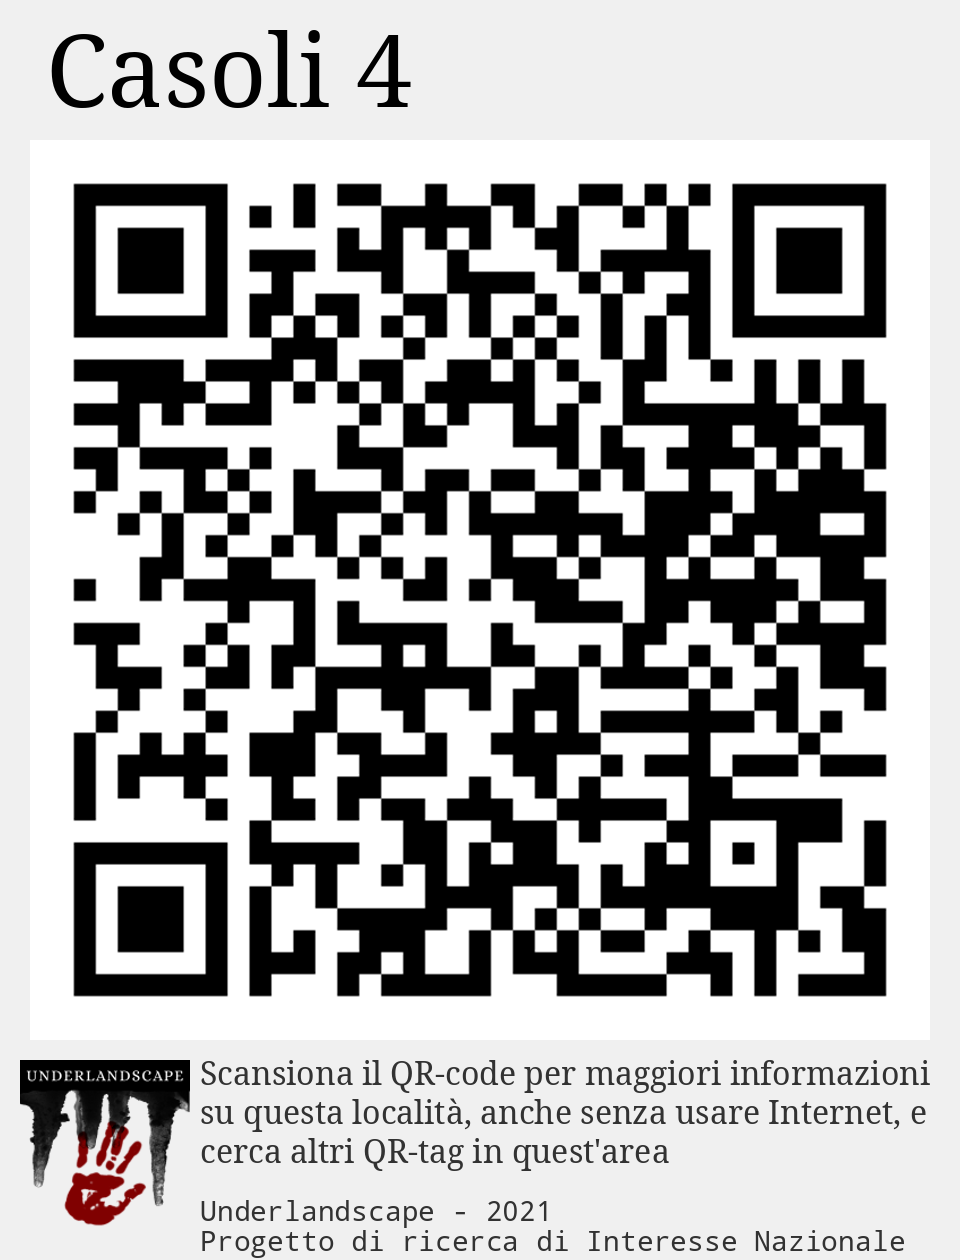 Casoli 4
UNDERLANDSCAPE
Scansiona il QR-code per maggiori informazioni
su questa località, anche senza usare Internet, e
cerca altri QR-tag in quest'area
Underlandscape - 2021
Progetto di ricerca di Interesse Nazionale